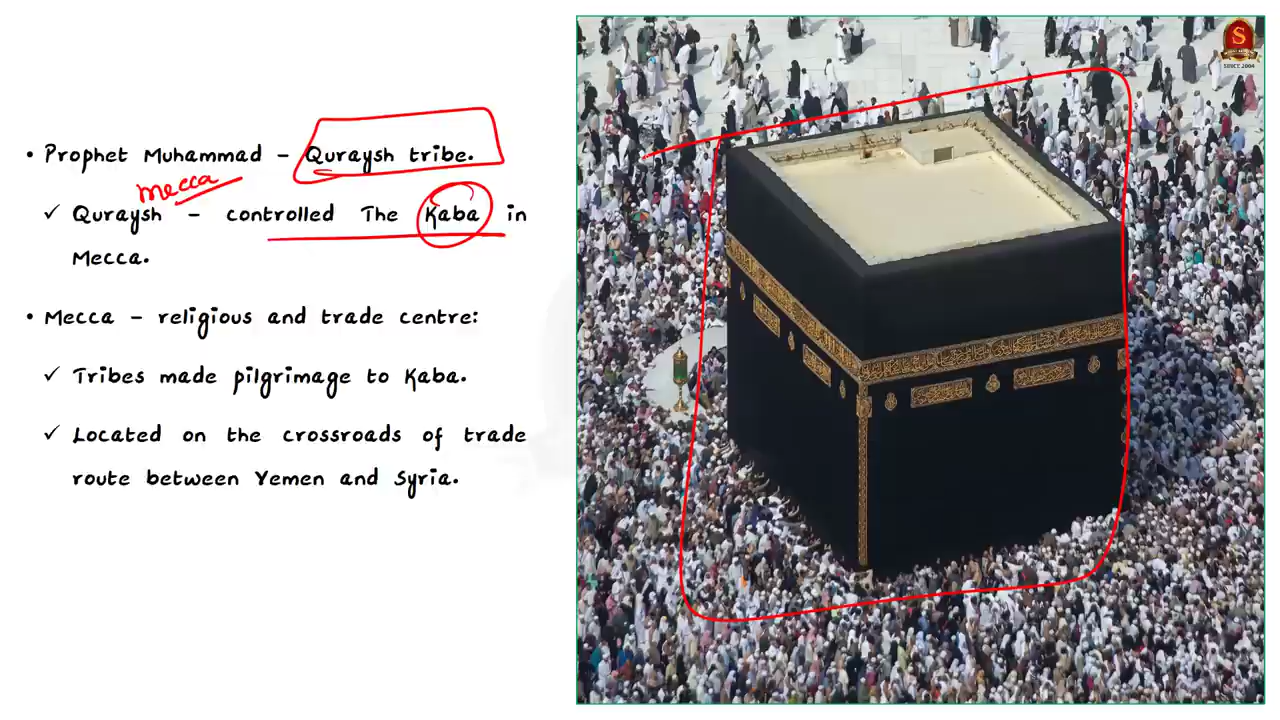 • Prophet Muhammad – Quraysh tribe.
mecca
✓ Quraysh – controlled The Kaba in
Mecca.
• Mecca – religious and trade centre:
✓ Tribes made pilgrimage to Kaba.
✓ Located on the crossroads of trade
route between Yemen and Syria.
S
SINCE 2004